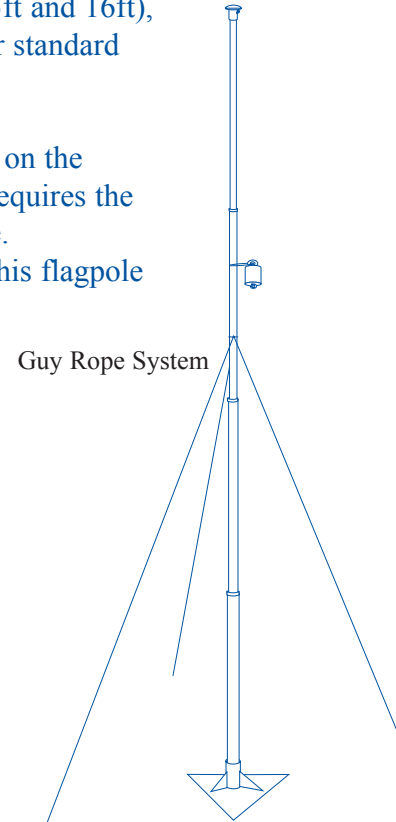 ft and 16ft),
standard
on the
equires the
his flagpole
Guy Rope System